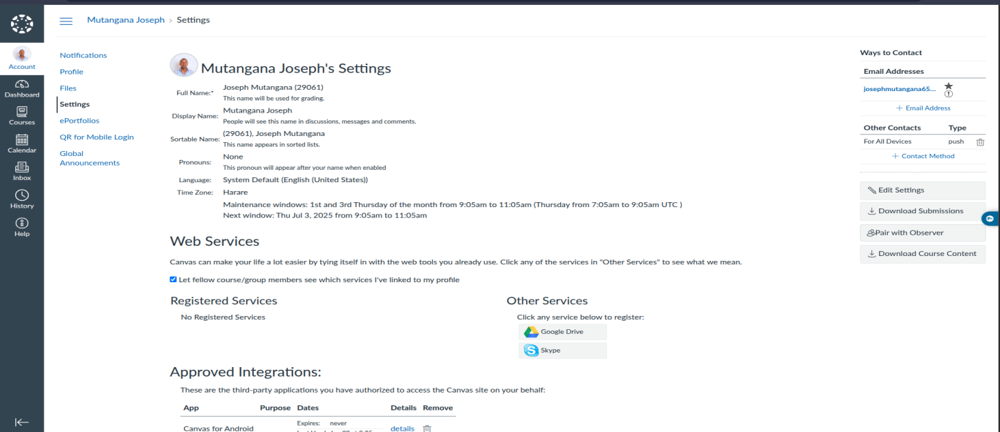 Mutangana Joseph > Settings
Account
Dashboard
Courses
Calendar
Inbox
History
Help
Notifications
Profile
Files
Settings
ePortfolios
QR for Mobile Login
Global
Announcements
Mutangana Joseph's Settings
Full Name:* Joseph Mutangana (29061)
This name will be used for grading.
Display Name: Mutangana Joseph
People will see this name in discussions, messages and comments.
Sortable Name: (29061), Joseph Mutangana
This name appears in sorted lists.
Pronouns: None
This pronoun will appear after your name when enabled
Language: System Default (English (United States))
Time Zone: Harare
Maintenance windows: 1st and 3rd Thursday of the month from 9:05am to 11:05am (Thursday from 7:05am to 9:05am UTC )
Next window: Thu Jul 3, 2025 from 9:05am to 11:05am
Web Services
Canvas can make your life a lot easier by tying itself in with the web tools you already use. Click any of the services in "Other Services" to see what we mean.
Let fellow course/group members see which services I've linked to my profile
Registered Services
No Registered Services
Other Services
Click any service below to register:
Google Drive
Skype
Approved Integrations:
These are the third-party applications you have authorized to access the Canvas site on your behalf:
App Purpose Dates Details Remove
Canvas for Android Expires: never details
Ways to Contact
Email Addresses
josephmutangana65...
+ Email Address
Other Contacts Type
For All Devices push
+ Contact Method
Edit Settings
Download Submissions
Pair with Observer
Download Course Content